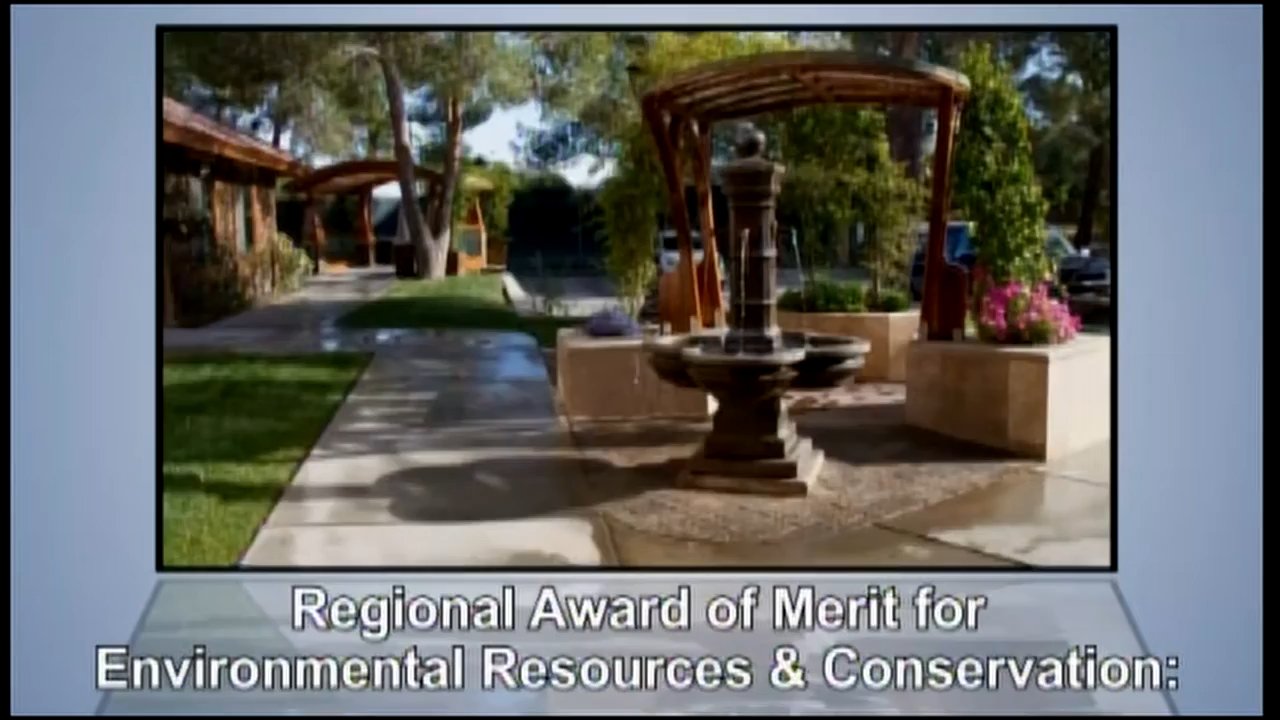 Regional Award of Merit for
Environmental Resources & Conservation: